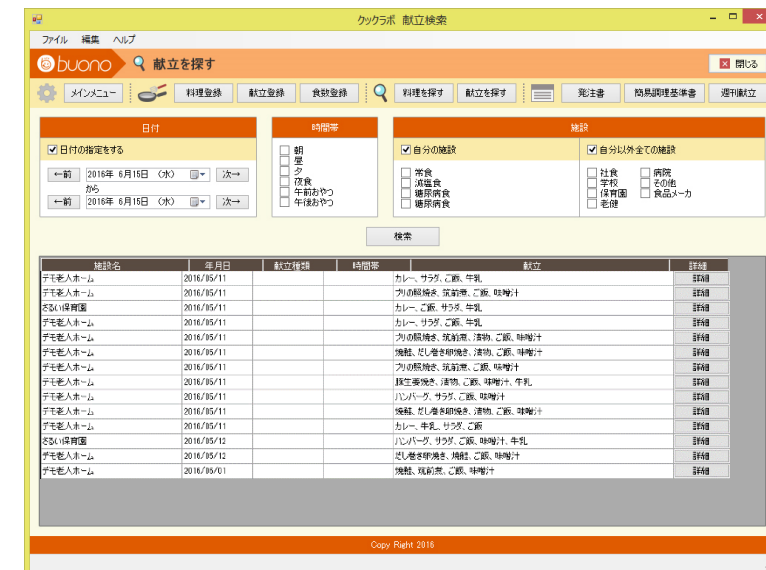 クックラボ 献立検索
ファイル 編集 ヘルプ
buono 献立を探す 閉じる
メインメニュー 料理登録 献立登録 食数登録 料理を探す 献立を探す 発注書 簡易調理基準書 週刊献立
日付 時間帯 施設
日付の指定をする 朝 自分の施設 自分以外全ての施設
昼
←前 2016年 6月15日 (水) 次→ 夕 常食 社食 病院
から 夜食 減塩食 学校 その他
←前 2016年 6月15日 (水) 次→ 午前おやつ 糖尿病食 保育園 食品メーカ
午後おやつ 糖尿病食 老健
検索
施設名 年月日 献立種類 時間帯 献立 詳細
デモ老人ホーム 2016/05/11 カレー、サラダ、ご飯、牛乳 詳細
デモ老人ホーム 2016/05/11 ブリの照焼き、筑前煮、ご飯、味噌汁 詳細
さるい保育園 2016/05/11 カレー、ご飯、サラダ、牛乳 詳細
デモ老人ホーム 2016/05/11 カレー、サラダ、ご飯、牛乳 詳細
デモ老人ホーム 2016/05/11 ブリの照焼き、筑前煮、漬物、ご飯、味噌汁 詳細
デモ老人ホーム 2016/05/11 焼鮭、だし巻き卵焼き、漬物、ご飯、味噌汁 詳細
デモ老人ホーム 2016/05/11 ブリの照焼き、筑前煮、ご飯、味噌汁 詳細
デモ老人ホーム 2016/05/11 豚生姜焼き、漬物、ご飯、味噌汁、牛乳 詳細
デモ老人ホーム 2016/05/11 ハンバーグ、サラダ、ご飯、味噌汁 詳細
デモ老人ホーム 2016/05/11 焼鮭、だし巻き卵焼き、漬物、ご飯、味噌汁 詳細
デモ老人ホーム 2016/05/11 カレー、牛乳、サラダ、ご飯 詳細
さるい保育園 2016/05/12 ハンバーグ、サラダ、ご飯、味噌汁、牛乳 詳細
デモ老人ホーム 2016/05/12 だし巻き卵焼き、焼鮭、ご飯、味噌汁 詳細
デモ老人ホーム 2016/06/01 焼鮭、筑前煮、ご飯、味噌汁 詳細
Copy Right 2016